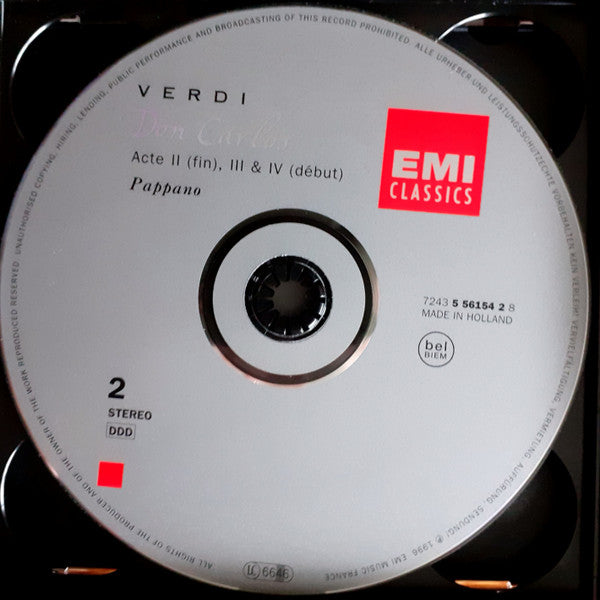 VERDI
Don Carlos
Acte II (fin), III & IV (début)
Pappano
EMI
CLASSICS
7243 5 56154 2 8
MADE IN HOLLAND
bel
BIEM
2
STEREO
DDD
ALL RIGHTS OF THE PRODUCER AND OF THE OWNER OF THE WORK REPRODUCED RESERVED. UNAUTHORISED COPYING, HIRING, LENDING, PUBLIC PERFORMANCE AND BROADCASTING OF THIS RECORD PROHIBITED. ALLE URHEBER-UND LEISTUNGSSCHUTZRECHTE VORBEHALTEN KEIN VERLEIH! VERVIELFÄLTIGUNG, VERMIETUNG, AUFFÜHRUNG, SENDUNG! ℗ 1996 EMI MUSIC FRANCE
6646